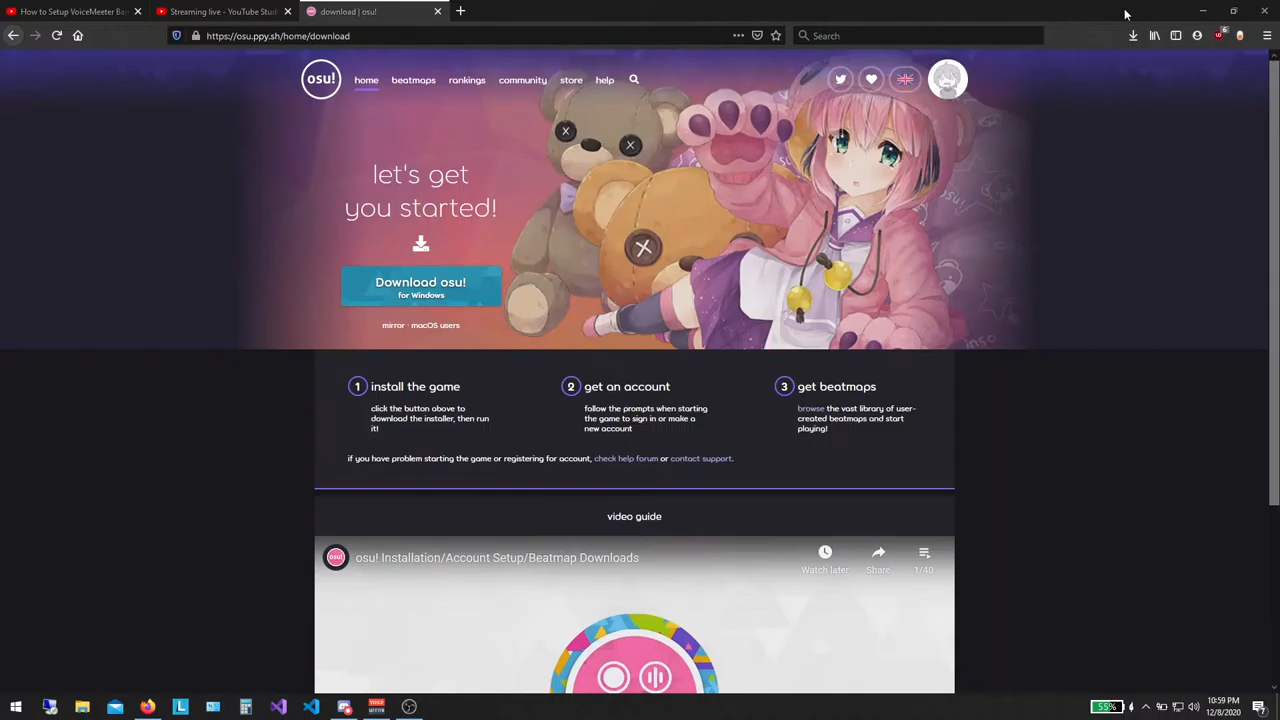 How to Setup VoiceMeeter Ban
Streaming live - YouTube Stud
download | osu!
https://osu.ppy.sh/home/download
Search
6
osu!
home
beatmaps
rankings
community
store
help
let's get
you started!
Download osu!
for Windows
mirror · macOS users
1 install the game
click the button above to
download the installer, then run
it!
2 get an account
follow the prompts when starting
the game to sign in or make a
new account
3 get beatmaps
browse the vast library of user-
created beatmaps and start
playing!
if you have problem starting the game or registering for account, check help forum or contact support.
video guide
osu!
osu! Installation/Account Setup/Beatmap Downloads
Watch later
Share
1/40
L
VOICE
MEETER
55%
10:59 PM
12/8/2020